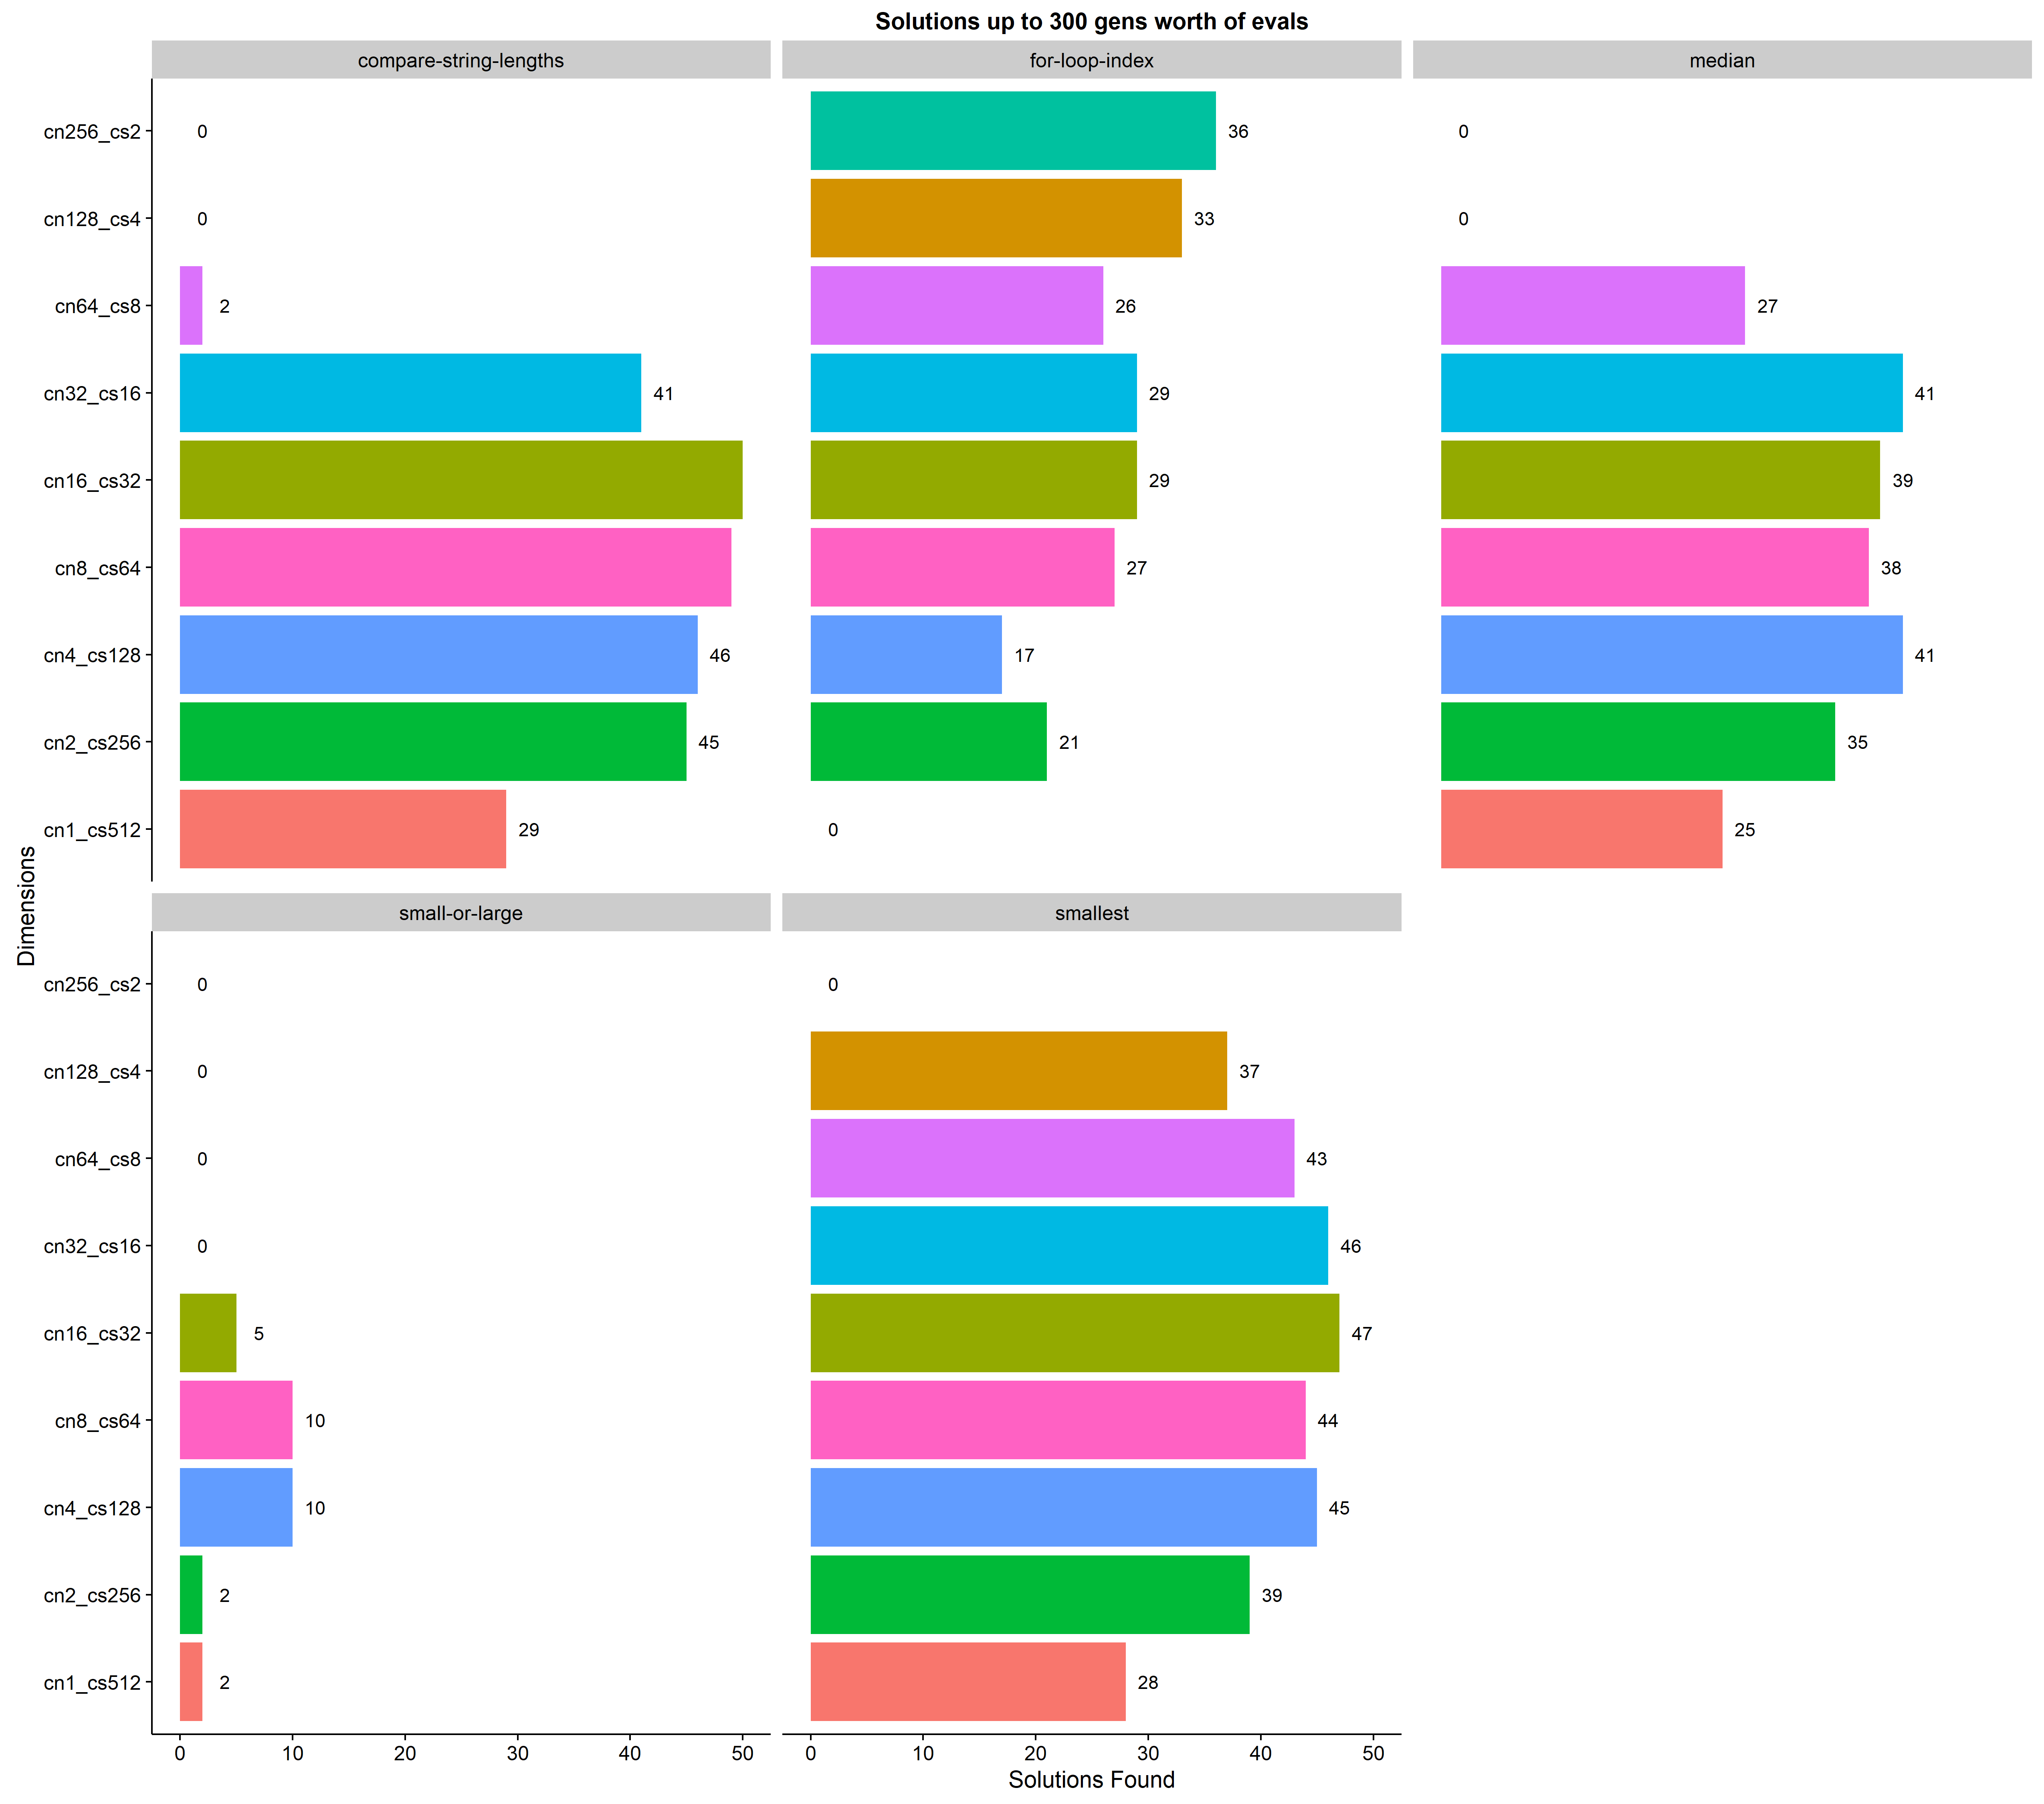 Solutions up to 300 gens worth of evals
compare-string-lengths
for-loop-index
median
cn256_cs2
0
36
0
cn128_cs4
0
33
0
cn64_cs8
2
26
27
cn32_cs16
41
29
41
cn16_cs32
29
39
cn8_cs64
27
38
cn4_cs128
46
17
41
cn2_cs256
45
21
35
cn1_cs512
29
0
25
Dimensions
small-or-large
smallest
cn256_cs2
0
0
cn128_cs4
0
37
cn64_cs8
0
43
cn32_cs16
0
46
cn16_cs32
5
47
cn8_cs64
10
44
cn4_cs128
10
45
cn2_cs256
2
39
cn1_cs512
2
28
0 10 20 30 40 50
0 10 20 30 40 50
Solutions Found